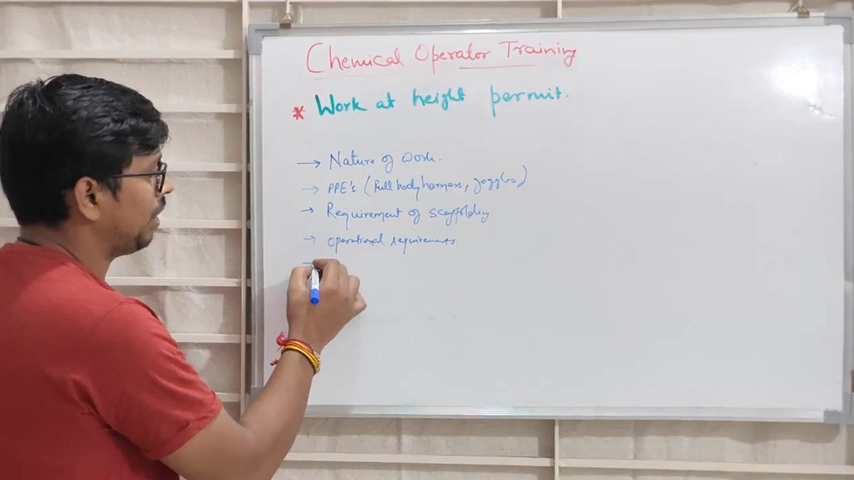 Chemical Operator Training
* Work at height permit.
→ Nature of work.
→ PPE's (Full body harness, goggles)
→ Requirement of scaffolding
→ operational requirements.
→